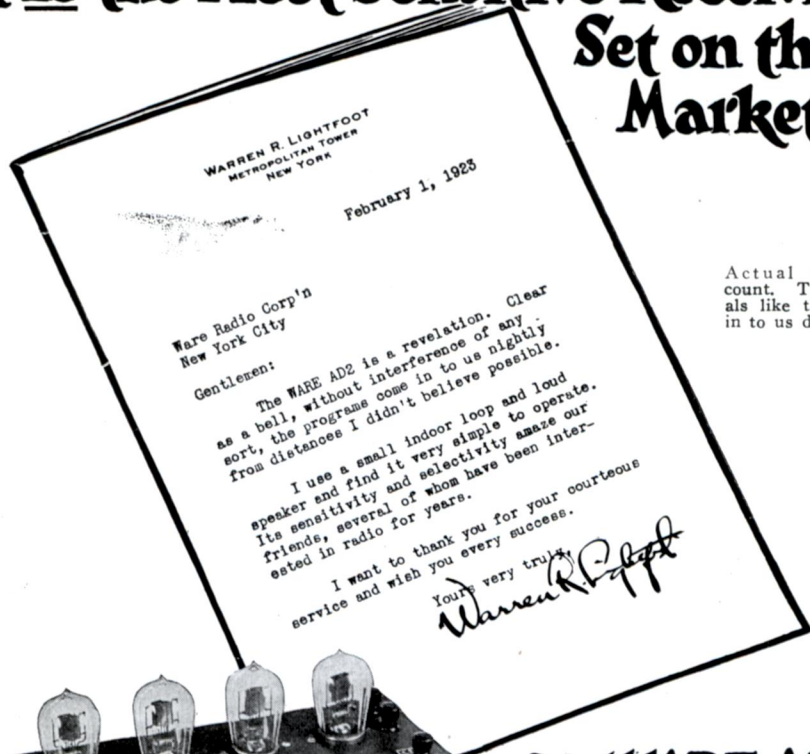 is the Most Sensitive
Set on th
Market
WARREN R. LIGHTFOOT
METROPOLITAN TOWER
NEW YORK
February 1, 1923
Ware Radio Corp'n
New York City
Gentlemen:
The WARE AD2 is a revelation. Clear
as a bell, without interference of any
sort, the programs come in to us nightly
from distances I didn't believe possible.
I use a small indoor loop and loud
speaker and find it very simple to operate.
Its sensitivity and selectivity amaze our
friends, several of whom have been inter-
ested in radio for years.
I want to thank you for your courteous
service and wish you every success.
Yours very truly,
Warren R. Lightfoot
Actual
count. T
als like t
in to us d